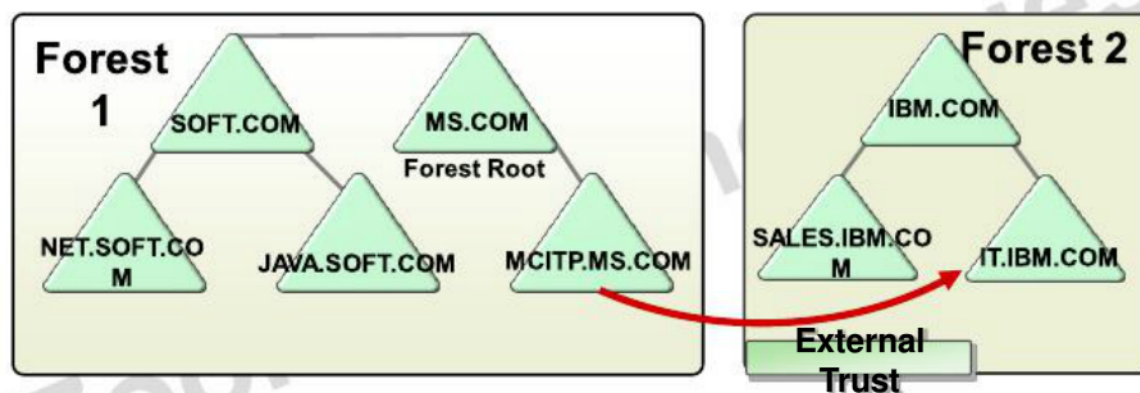 Forest
1
SOFT.COM
MS.COM
Forest Root
NET.SOFT.CO
M
JAVA.SOFT.COM
MCITP.MS.COM
Forest 2
IBM.COM
SALES.IBM.CO
M
IT.IBM.COM
External
Trust